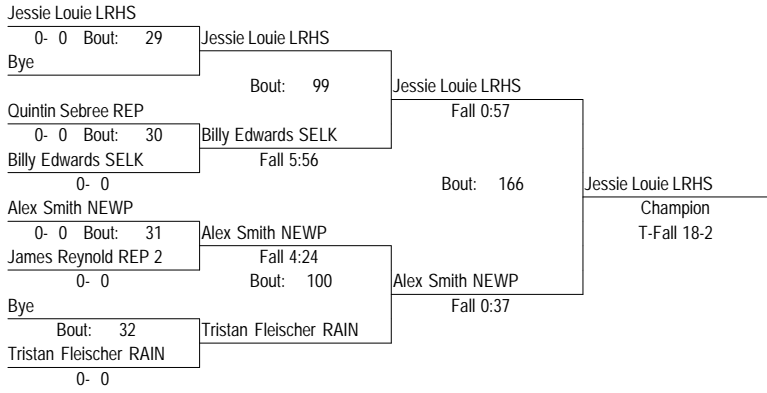 Jessie Louie LRHS
0- 0 Bout: 29
Jessie Louie LRHS
Bye
Bout: 99
Jessie Louie LRHS
Quintin Sebree REP
Fall 0:57
0- 0 Bout: 30
Billy Edwards SELK
Billy Edwards SELK
Fall 5:56
0- 0
Bout: 166
Jessie Louie LRHS
Alex Smith NEWP
Champion
0- 0 Bout: 31
Alex Smith NEWP
T-Fall 18-2
James Reynold REP 2
Fall 4:24
0- 0
Bout: 100
Alex Smith NEWP
Bye
Fall 0:37
Bout: 32
Tristan Fleischer RAIN
Tristan Fleischer RAIN
0- 0